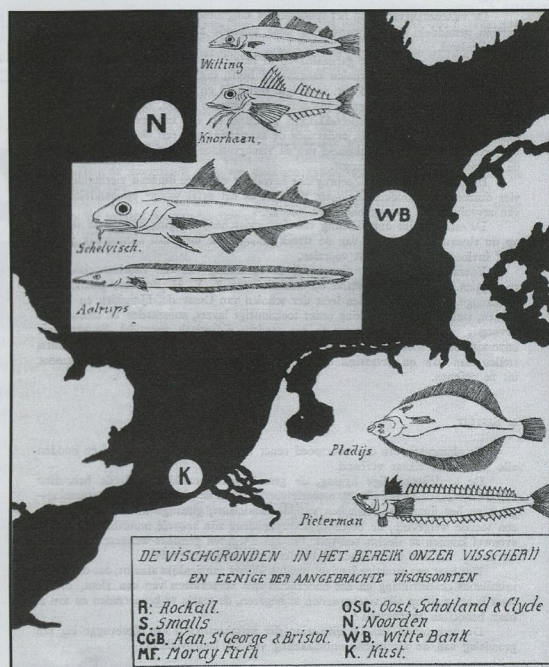 Witting
Knorhaen.
N
WB
Schelvisch.
Aalrups
Pladijs
K
Pieterman
DE VISCHGRONDEN IN HET BEREIK ONZER VISSCHERIJ
EN EENIGE DER AANGEBRACHTE VISCHSOORTEN
R: Rockall.
S. Smalls
CGB. Kan. St George & Bristol.
MF. Moray Firth
OSC. Oost, Schotland & Clyde
N. Noorden
W.B. Witte Bank
K. Kust.